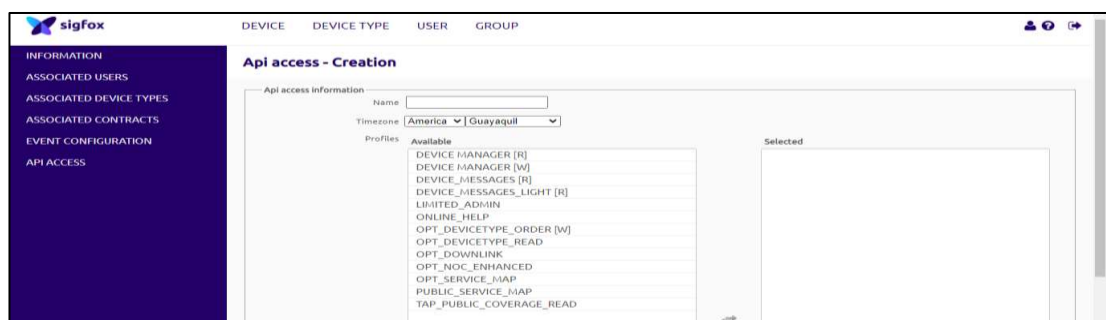 sigfox
DEVICE DEVICE TYPE USER GROUP
INFORMATION
ASSOCIATED USERS
ASSOCIATED DEVICE TYPES
ASSOCIATED CONTRACTS
EVENT CONFIGURATION
API ACCESS
Api access - Creation
Api access information
Name
Timezone America Guayaquil
Profiles
Available
DEVICE MANAGER [R]
DEVICE MANAGER [W]
DEVICE_MESSAGES [R]
DEVICE_MESSAGES_LIGHT [R]
LIMITED_ADMIN
ONLINE_HELP
OPT_DEVICETYPE_ORDER [W]
OPT_DEVICETYPE_READ
OPT_DOWNLINK
OPT_NOC_ENHANCED
OPT_SERVICE_MAP
PUBLIC_SERVICE_MAP
TAP_PUBLIC_COVERAGE_READ
Selected